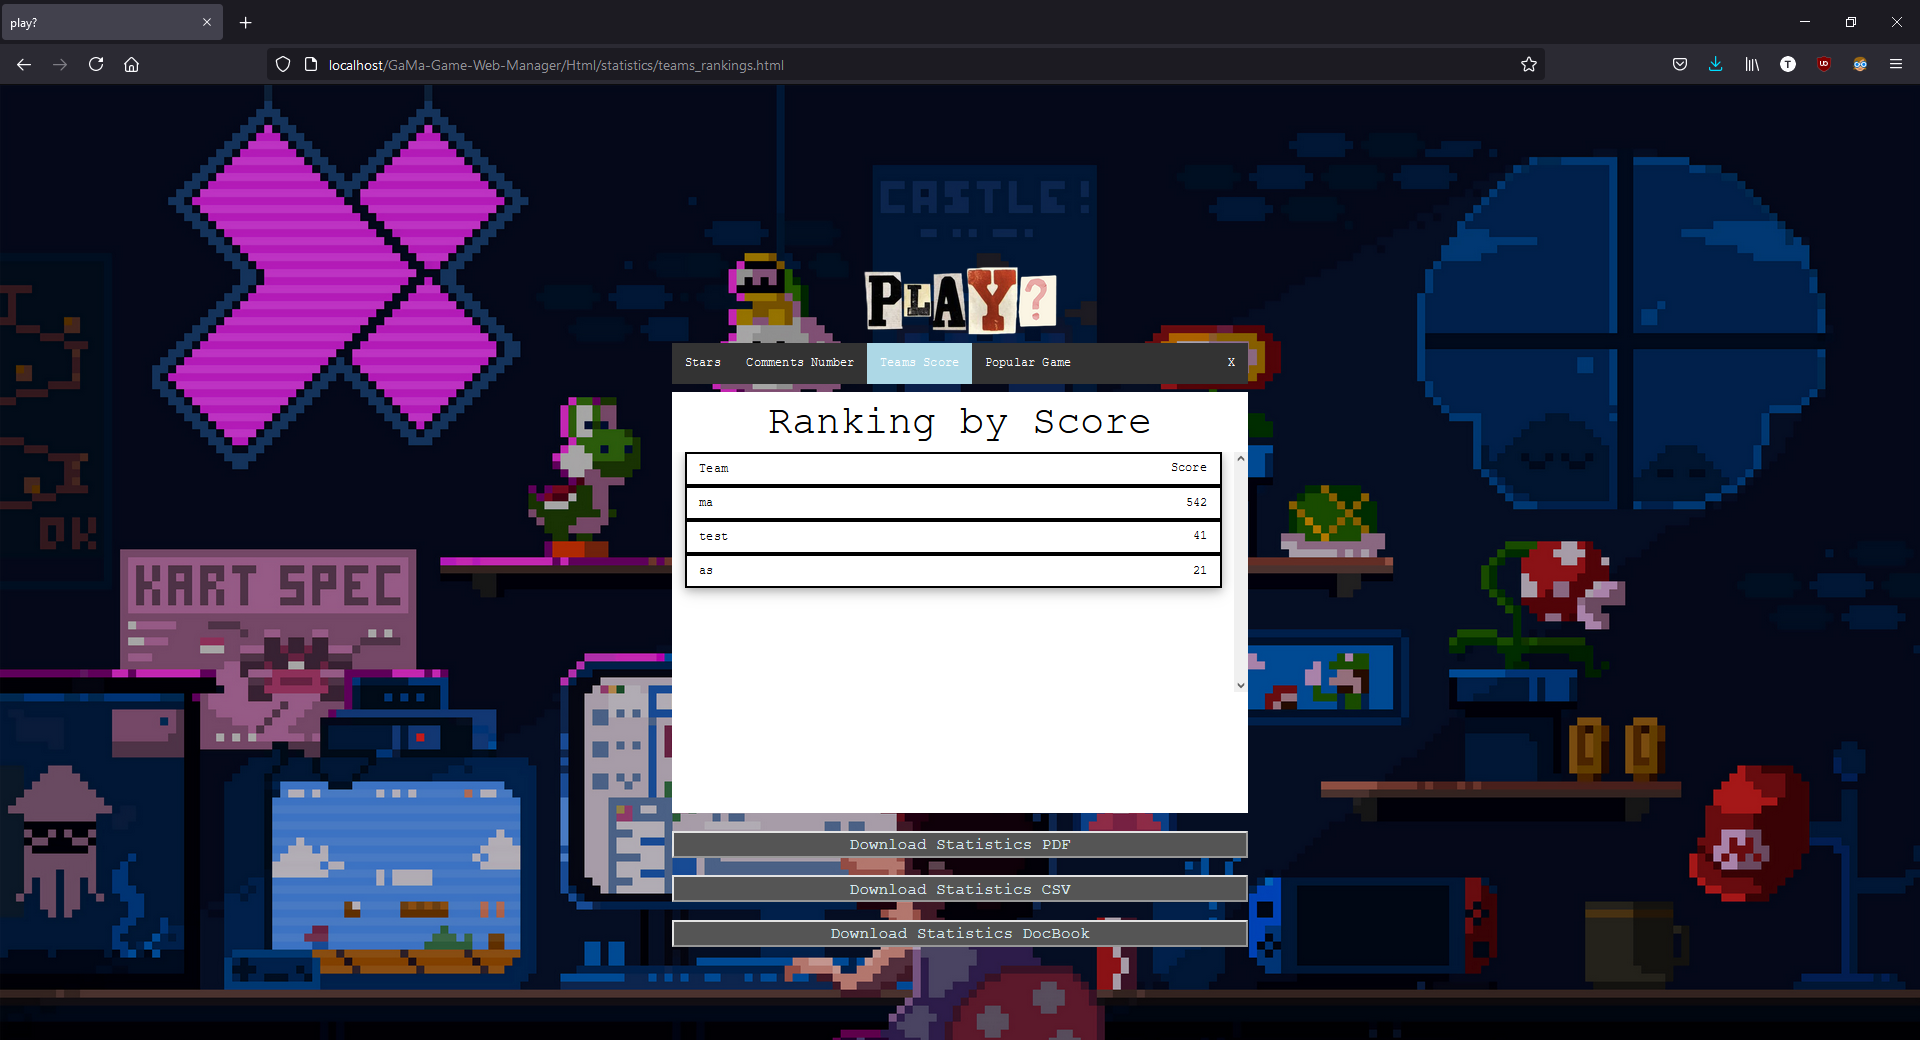 play?
localhost/GaMa-Game-Web-Manager/Html/statistics/teams_rankings.html
CASTLE!
PLAY?
Stars Comments Number Teams Score Popular Game X
Ranking by Score
Team Score
ma 542
test 41
as 21
DK
KART SPEC
Download Statistics PDF
Download Statistics CSV
Download Statistics DocBook